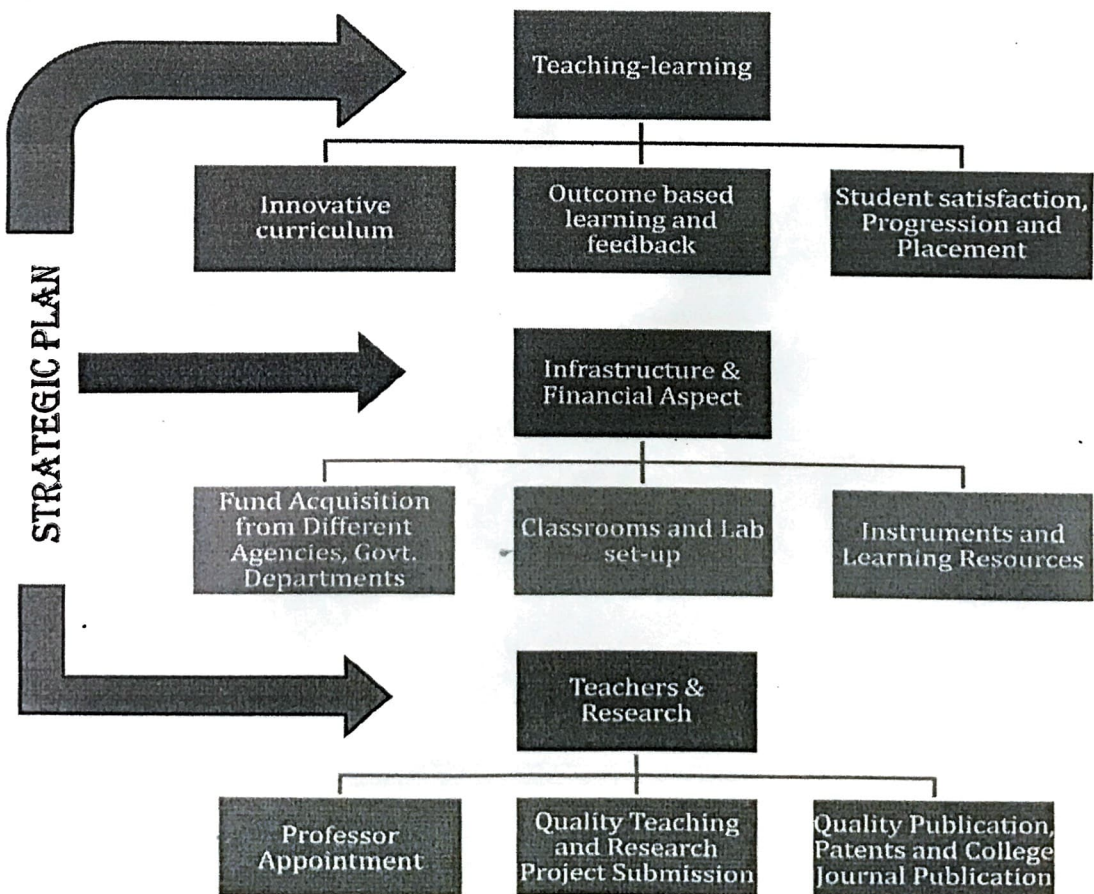 Teaching-learning
Innovative
curriculum
Outcome based
learning and
feedback
Student satisfaction,
Progression and
Placement
STRATEGIC PLAN
Infrastructure &
Financial Aspect
Fund Acquisition
from Different
Agencies, Govt.
Departments
Classrooms and Lab
set-up
Instruments and
Learning Resources
Teachers &
Research
Professor
Appointment
Quality Teaching
and Research
Project Submission
Quality Publication,
Patents and College
Journal Publication